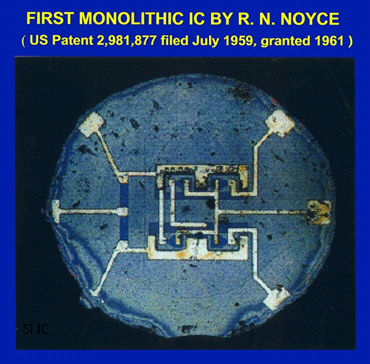 FIRST MONOLITHIC IC BY R. N. NOYCE
( US Patent 2,981,877 filed July 1959, granted 1961 )
Si IC